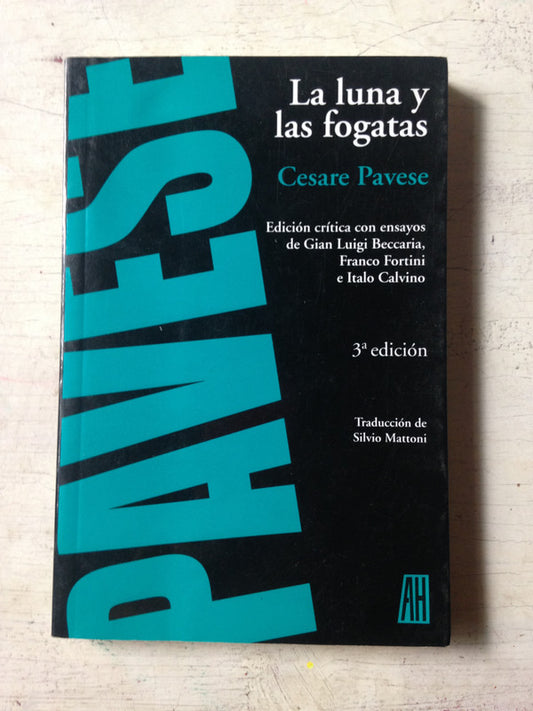 La luna y
las fogatas
Cesare Pavese
Edición crítica con ensayos
de Gian Luigi Beccaria,
Franco Fortini
e Italo Calvino
3ª edición
Traducción de
Silvio Mattoni
AH
PAVESE